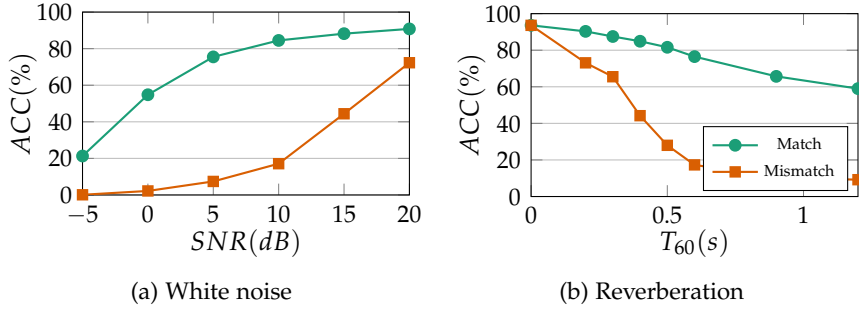 100
80
60
40
20
0
ACC(%)
−5 0 5 10 15 20
SNR(dB)
(a) White noise
100
80
60
40
20
0
ACC(%)
0 0.5 1
T60(s)
Match
Mismatch
(b) Reverberation